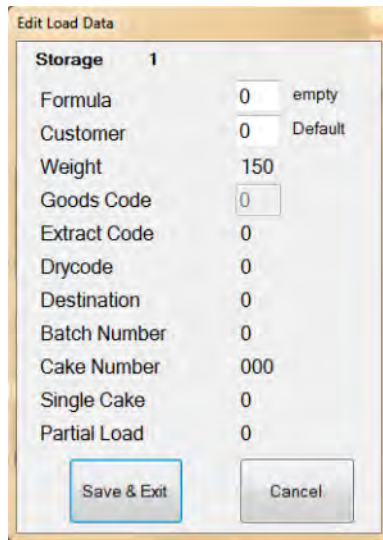 Edit Load Data
Storage 1
Formula 0 empty
Customer 0 Default
Weight 150
Goods Code 0
Extract Code 0
Drycode 0
Destination 0
Batch Number 0
Cake Number 000
Single Cake 0
Partial Load 0
Save & Exit Cancel